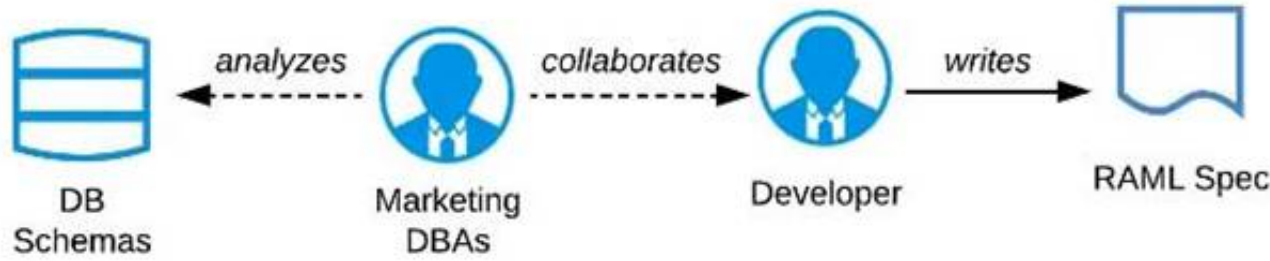 analyzes
collaborates
writes
DB
Schemas
Marketing
DBAs
Developer
RAML Spec